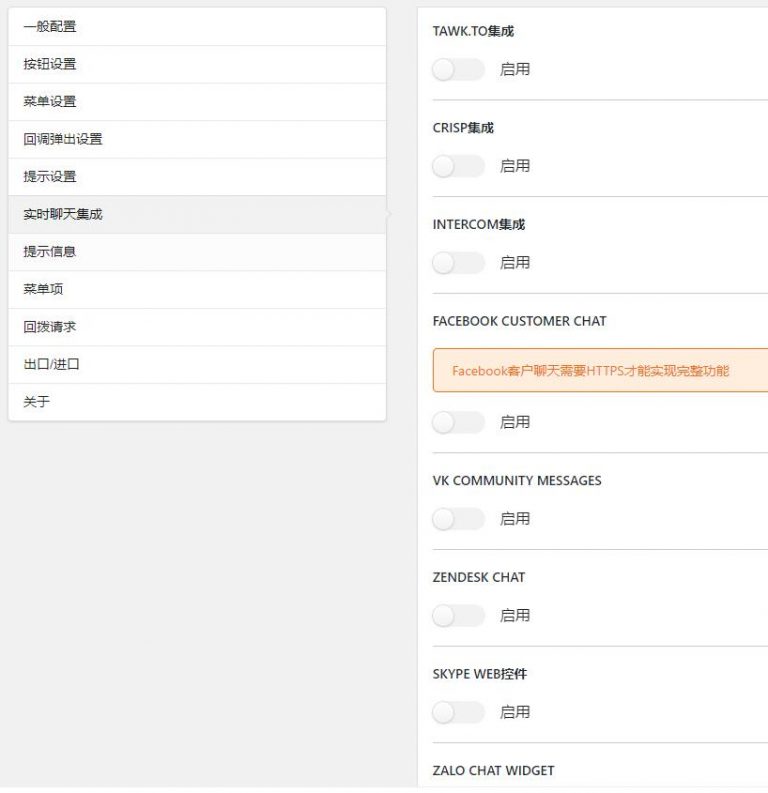 一般配置
按钮设置
菜单设置
回调弹出设置
提示设置
实时聊天集成
提示信息
菜单项
回拨请求
出口/进口
关于
TAWK.TO集成
启用
CRISP集成
启用
INTERCOM集成
启用
FACEBOOK CUSTOMER CHAT
Facebook客户聊天需要HTTPS才能实现完整功能
启用
VK COMMUNITY MESSAGES
启用
ZENDESK CHAT
启用
SKYPE WEB控件
启用
ZALO CHAT WIDGET